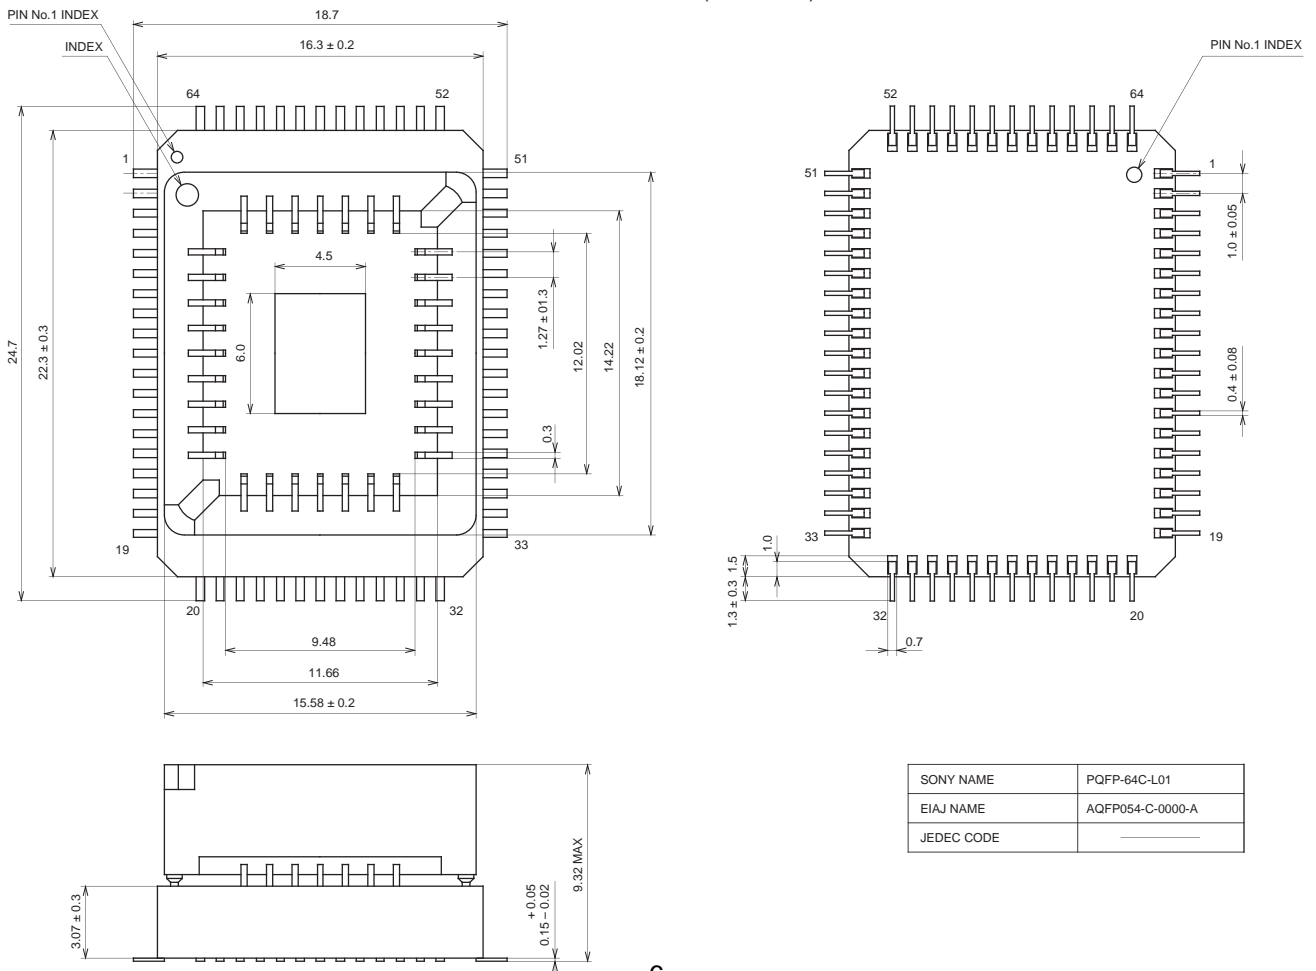 PIN No.1 INDEX
18.7
16.3 ± 0.2
INDEX
64
52
1
51
24.7
22.3 ± 0.3
4.5
6.0
1.27 ± 01.3
12.02
14.22
18.12 ± 0.2
0.3
19
33
20
32
9.48
11.66
15.58 ± 0.2
PIN No.1 INDEX
52
64
51
1
1.0 ± 0.05
0.4 ± 0.08
33
19
1.0
1.5
1.3 ± 0.3
32
20
0.7
9.32 MAX
3.07 ± 0.3
+ 0.05
0.15 – 0.02
SONY NAME PQFP-64C-L01
EIAJ NAME AQFP054-C-0000-A
JEDEC CODE